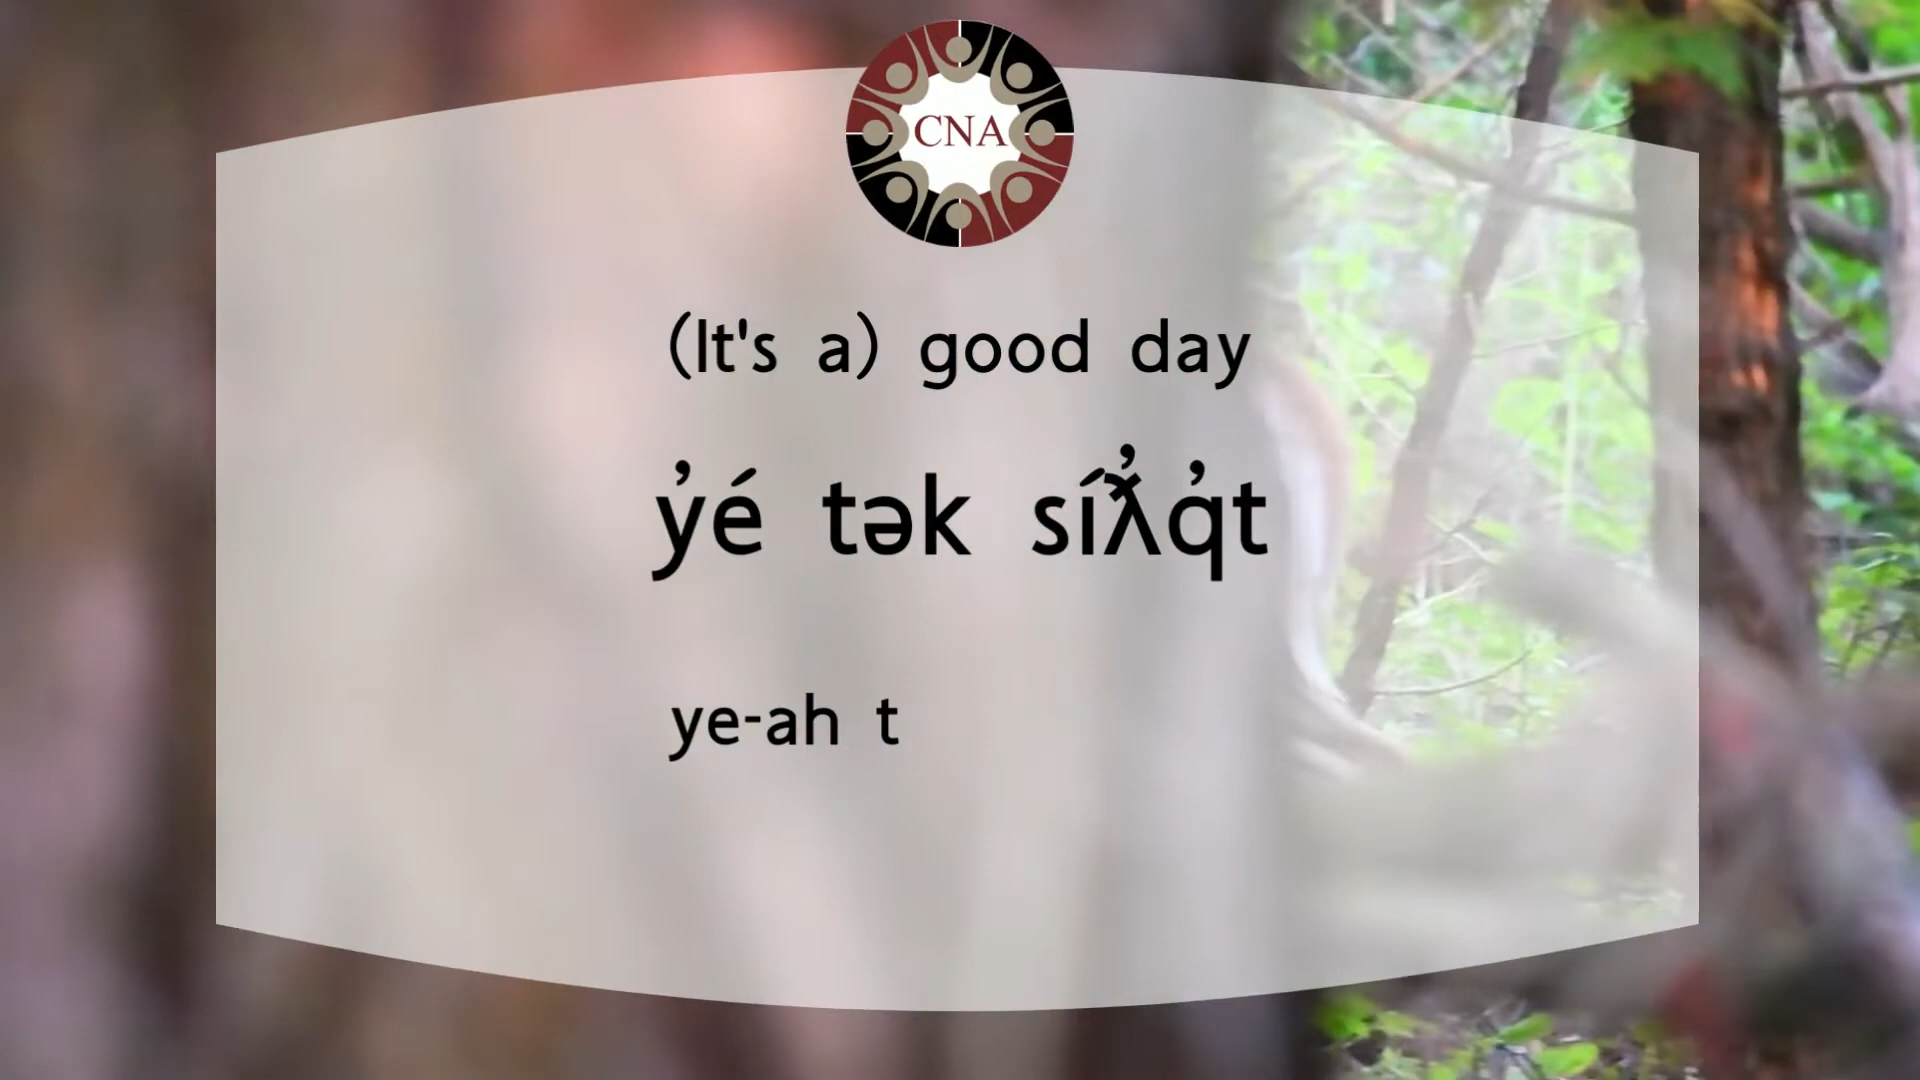 CNA
(It's a) good day
y̓é tək síƛ̓q̓t
ye-ah t